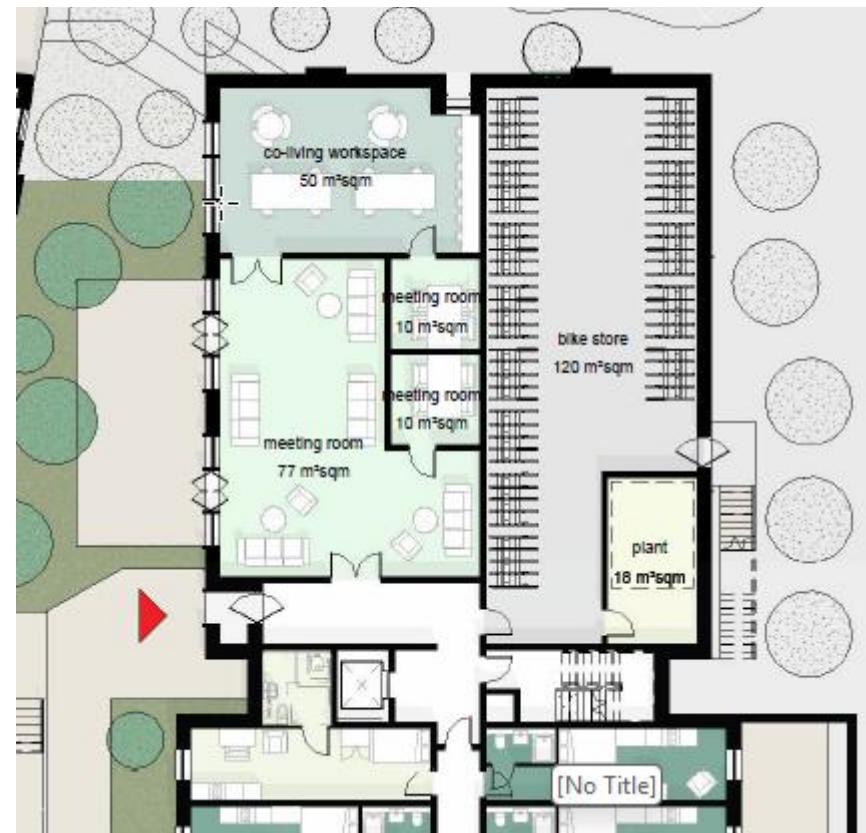 co-living workspace
50 m²sqm
meeting room
10 m²sqm
bike store
120 m²sqm
meeting room
10 m²sqm
meeting room
77 m²sqm
plant
18 m²sqm
[No Title]